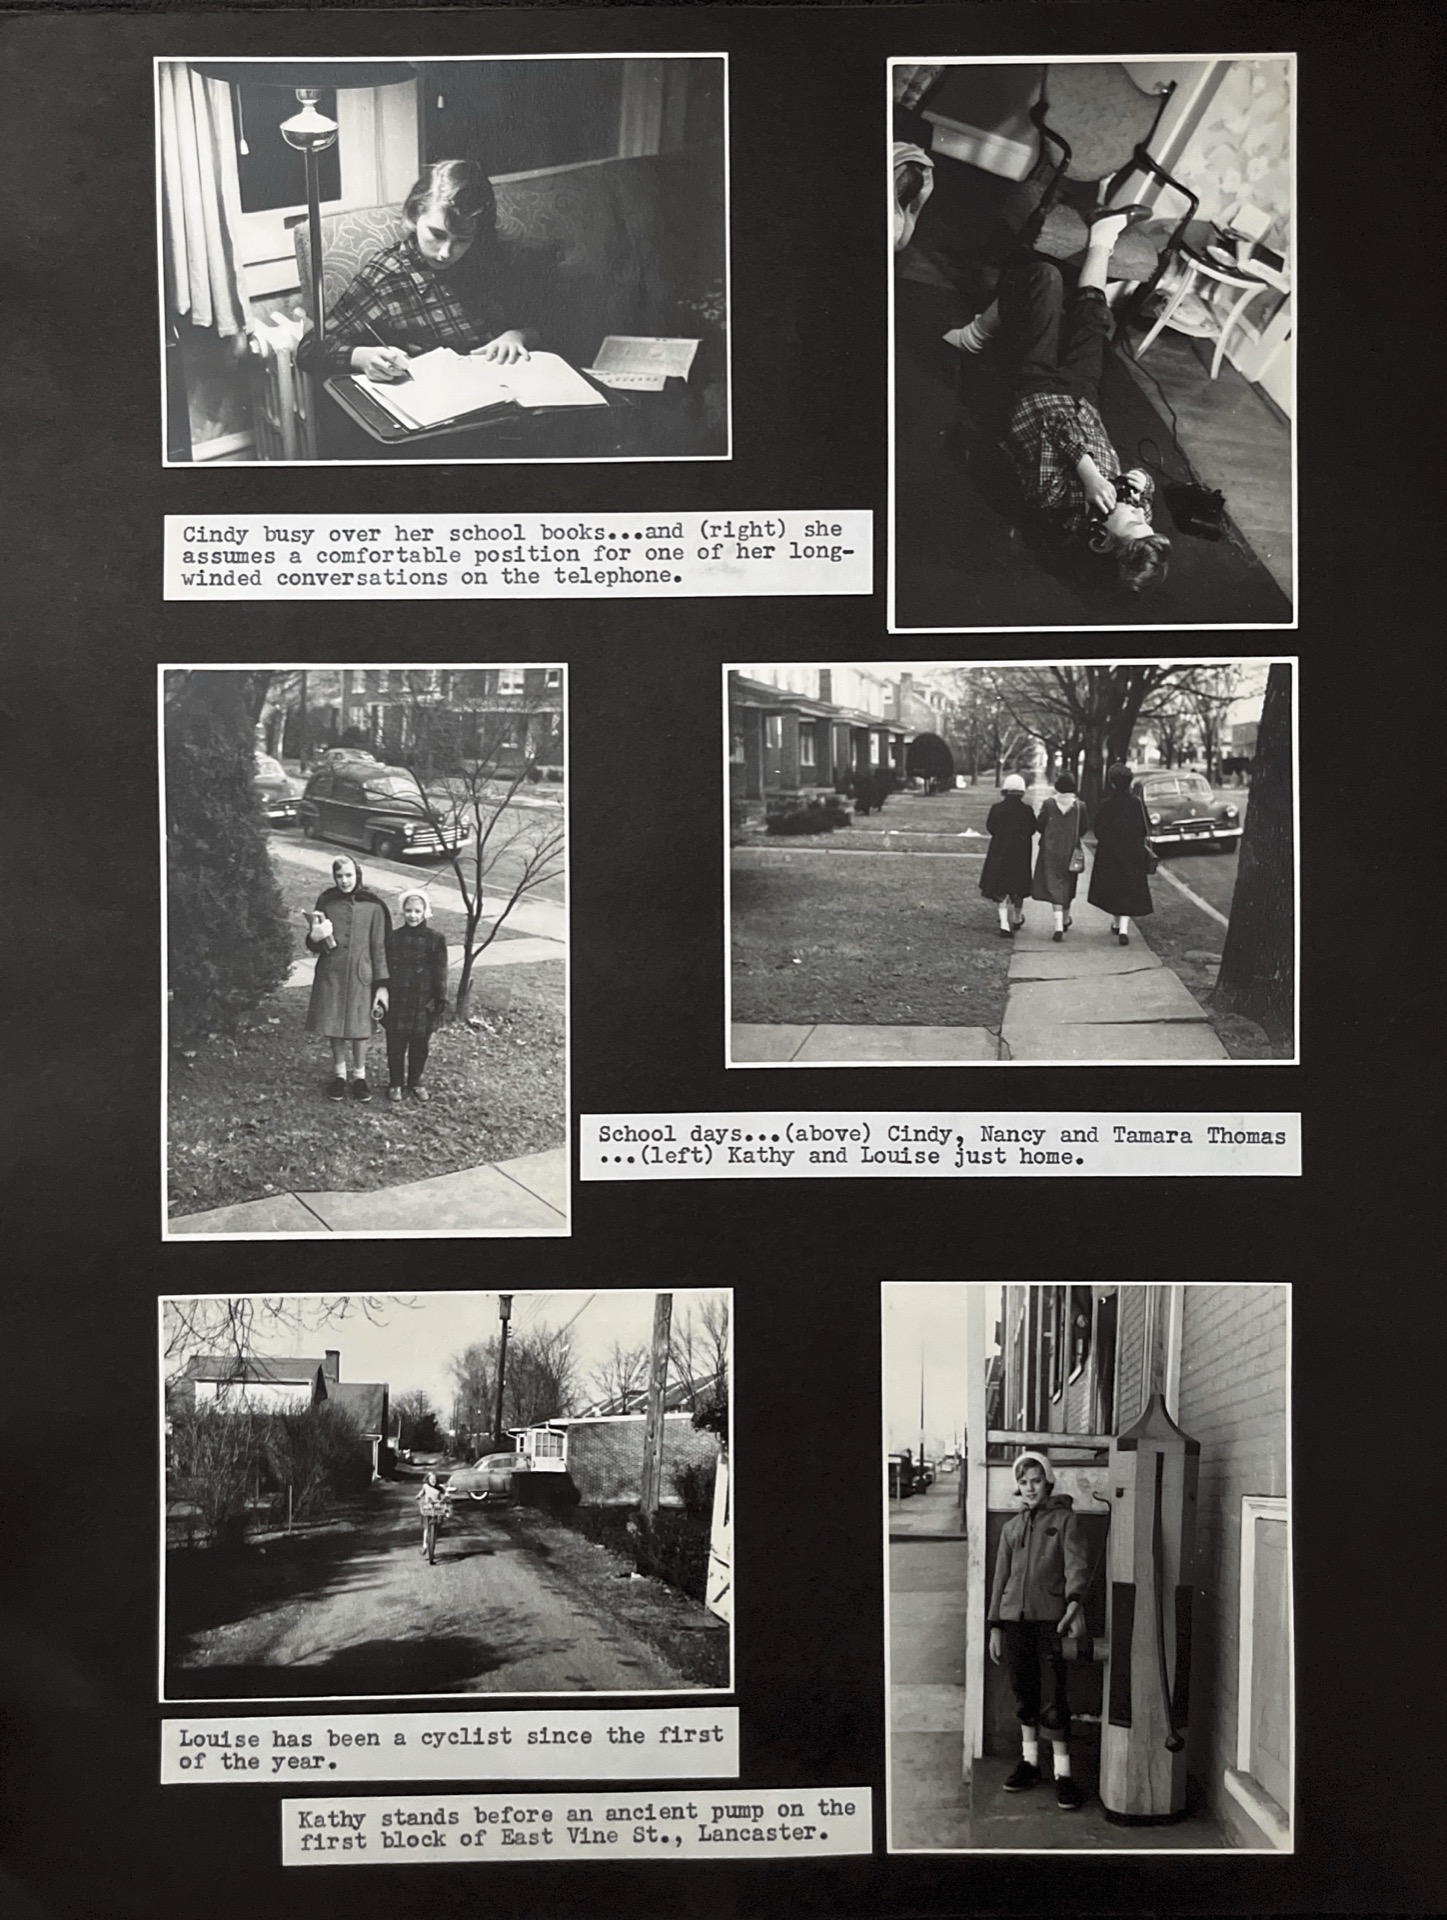 Cindy busy over her school books...and (right) she
assumes a comfortable position for one of her long-
winded conversations on the telephone.
School days...(above) Cindy, Nancy and Tamara Thomas
...(left) Kathy and Louise just home.
Louise has been a cyclist since the first
of the year.
Kathy stands before an ancient pump on the
first block of East Vine St., Lancaster.